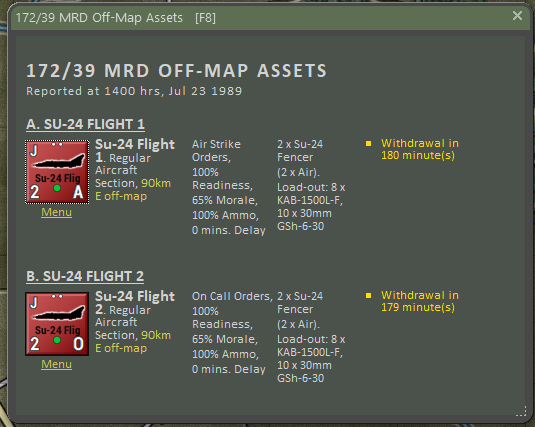 172/39 MRD Off-Map Assets [F8]
172/39 MRD OFF-MAP ASSETS
Reported at 1400 hrs, Jul 23 1989
A. SU-24 FLIGHT 1
J
Su-24 Flig
2 A
Menu
Su-24 Flight
1. Regular
Aircraft
Section, 90km
E off-map
Air Strike
Orders,
100%
Readiness,
65% Morale,
100% Ammo,
0 mins. Delay
2 x Su-24
Fencer
(2 x Air).
Load-out: 8 x
KAB-1500L-F,
10 x 30mm
GSh-6-30
Withdrawal in
180 minute(s)
B. SU-24 FLIGHT 2
J
Su-24 Flig
2 O
Menu
Su-24 Flight
2. Regular
Aircraft
Section, 90km
E off-map
On Call Orders,
100%
Readiness,
65% Morale,
100% Ammo,
0 mins. Delay
2 x Su-24
Fencer
(2 x Air).
Load-out: 8 x
KAB-1500L-F,
10 x 30mm
GSh-6-30
Withdrawal in
179 minute(s)